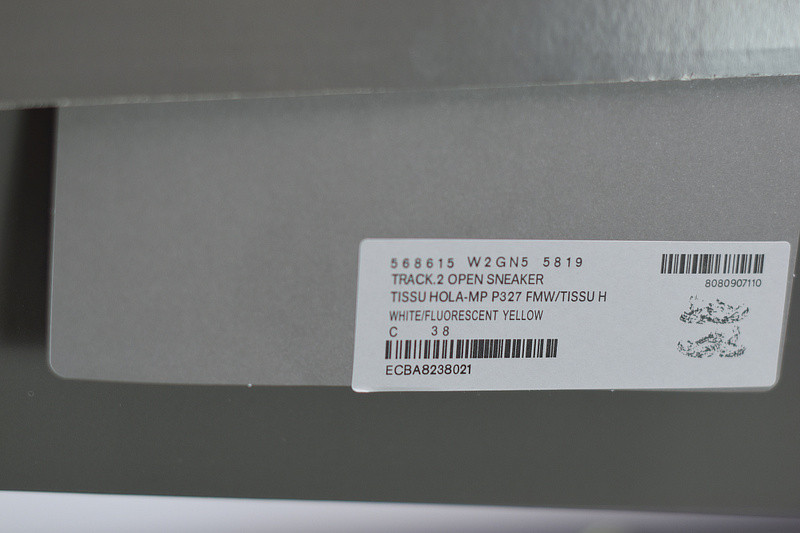 568615 W2GN5 5819
TRACK.2 OPEN SNEAKER
TISSU HOLA-MP P327 FMW/TISSU H
WHITE/FLUORESCENT YELLOW
C 38
ECBA8238021
8080907110